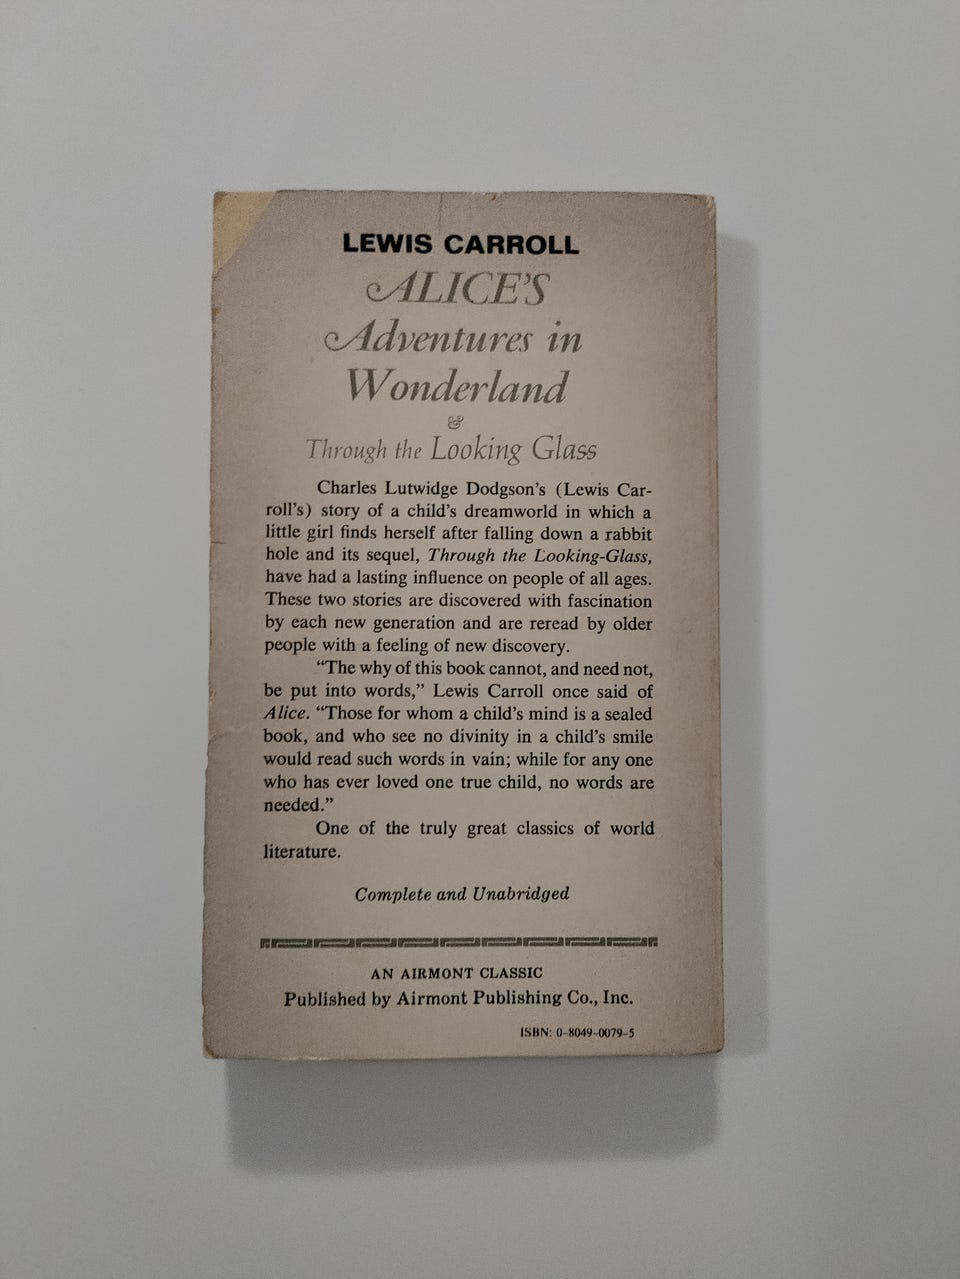 LEWIS CARROLL
ALICE'S
Adventures in
Wonderland
&
Through the Looking Glass
Charles Lutwidge Dodgson's (Lewis Car-
roll's) story of a child's dreamworld in which a
little girl finds herself after falling down a rabbit
hole and its sequel, Through the Looking-Glass,
have had a lasting influence on people of all ages.
These two stories are discovered with fascination
by each new generation and are reread by older
people with a feeling of new discovery.
"The why of this book cannot, and need not,
be put into words," Lewis Carroll once said of
Alice. "Those for whom a child's mind is a sealed
book, and who see no divinity in a child's smile
would read such words in vain; while for any one
who has ever loved one true child, no words are
needed."
One of the truly great classics of world
literature.
Complete and Unabridged
AN AIRMONT CLASSIC
Published by Airmont Publishing Co., Inc.
ISBN: 0-8049-0079-5